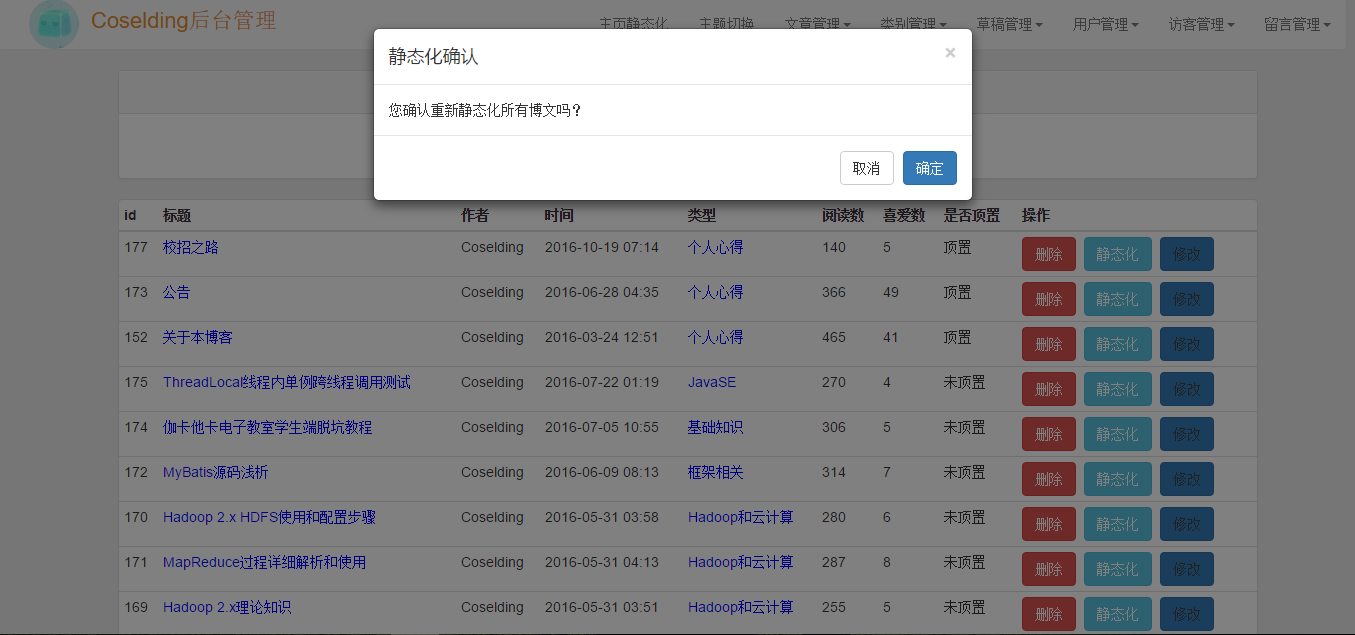 Coselding后台管理
主页静态化 主题切换 文章管理 类别管理 草稿管理 用户管理 访客管理 留言管理
静态化确认 ×
您确认重新静态化所有博文吗？
取消 确定
id 标题 作者 时间 类型 阅读数 喜爱数 是否顶置 操作
177 校招之路 Coselding 2016-10-19 07:14 个人心得 140 5 顶置 删除 静态化 修改
173 公告 Coselding 2016-06-28 04:35 个人心得 366 49 顶置 删除 静态化 修改
152 关于本博客 Coselding 2016-03-24 12:51 个人心得 465 41 顶置 删除 静态化 修改
175 ThreadLocal线程内单例跨线程调用测试 Coselding 2016-07-22 01:19 JavaSE 270 4 未顶置 删除 静态化 修改
174 伽卡他卡电子教室学生端脱坑教程 Coselding 2016-07-05 10:55 基础知识 306 5 未顶置 删除 静态化 修改
172 MyBatis源码浅析 Coselding 2016-06-09 08:13 框架相关 314 7 未顶置 删除 静态化 修改
170 Hadoop 2.x HDFS使用和配置步骤 Coselding 2016-05-31 03:58 Hadoop和云计算 280 6 未顶置 删除 静态化 修改
171 MapReduce过程详细解析和使用 Coselding 2016-05-31 04:13 Hadoop和云计算 287 8 未顶置 删除 静态化 修改
169 Hadoop 2.x理论知识 Coselding 2016-05-31 03:51 Hadoop和云计算 255 5 未顶置 删除 静态化 修改